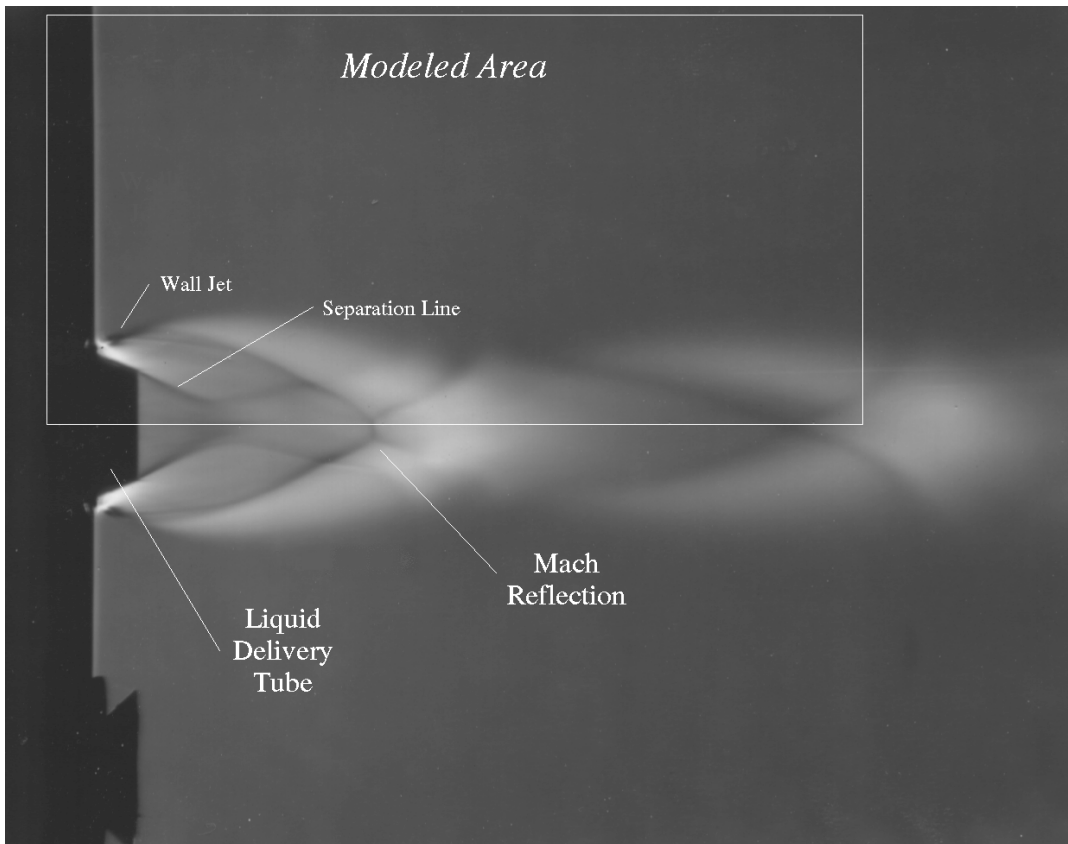 Modeled Area
Wall Jet
Separation Line
Mach
Reflection
Liquid
Delivery
Tube